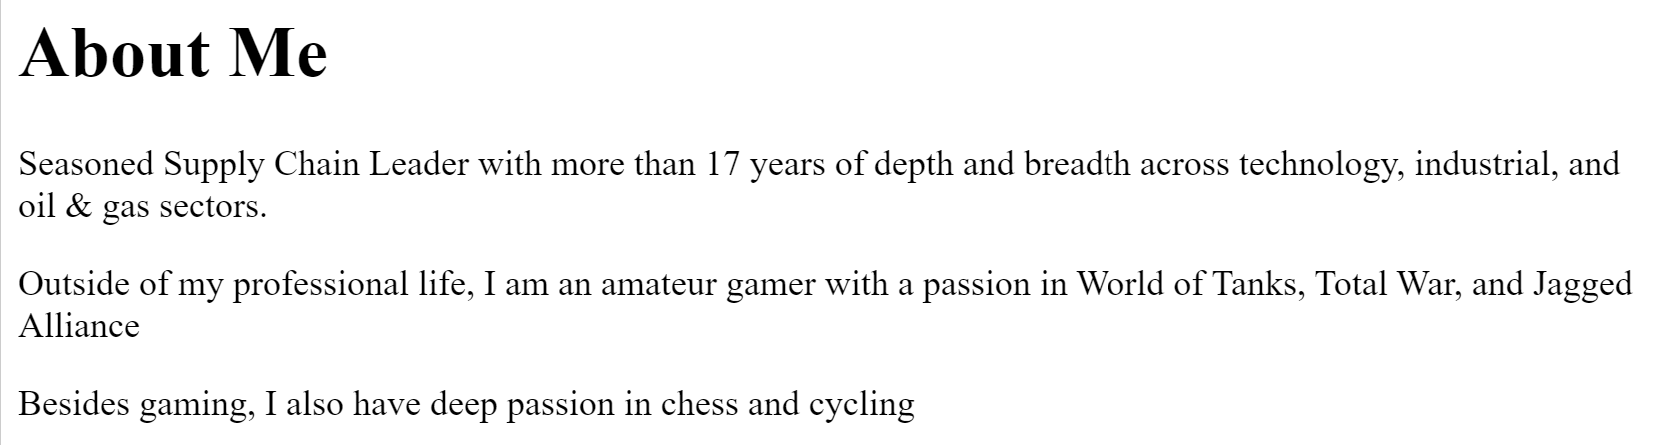 About Me
Seasoned Supply Chain Leader with more than 17 years of depth and breadth across technology, industrial, and
oil & gas sectors.
Outside of my professional life, I am an amateur gamer with a passion in World of Tanks, Total War, and Jagged
Alliance
Besides gaming, I also have deep passion in chess and cycling